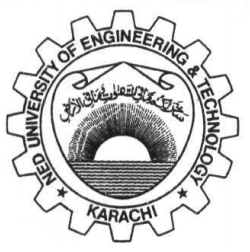 NED UNIVERSITY OF ENGINEERING & TECHNOLOGY
KARACHI